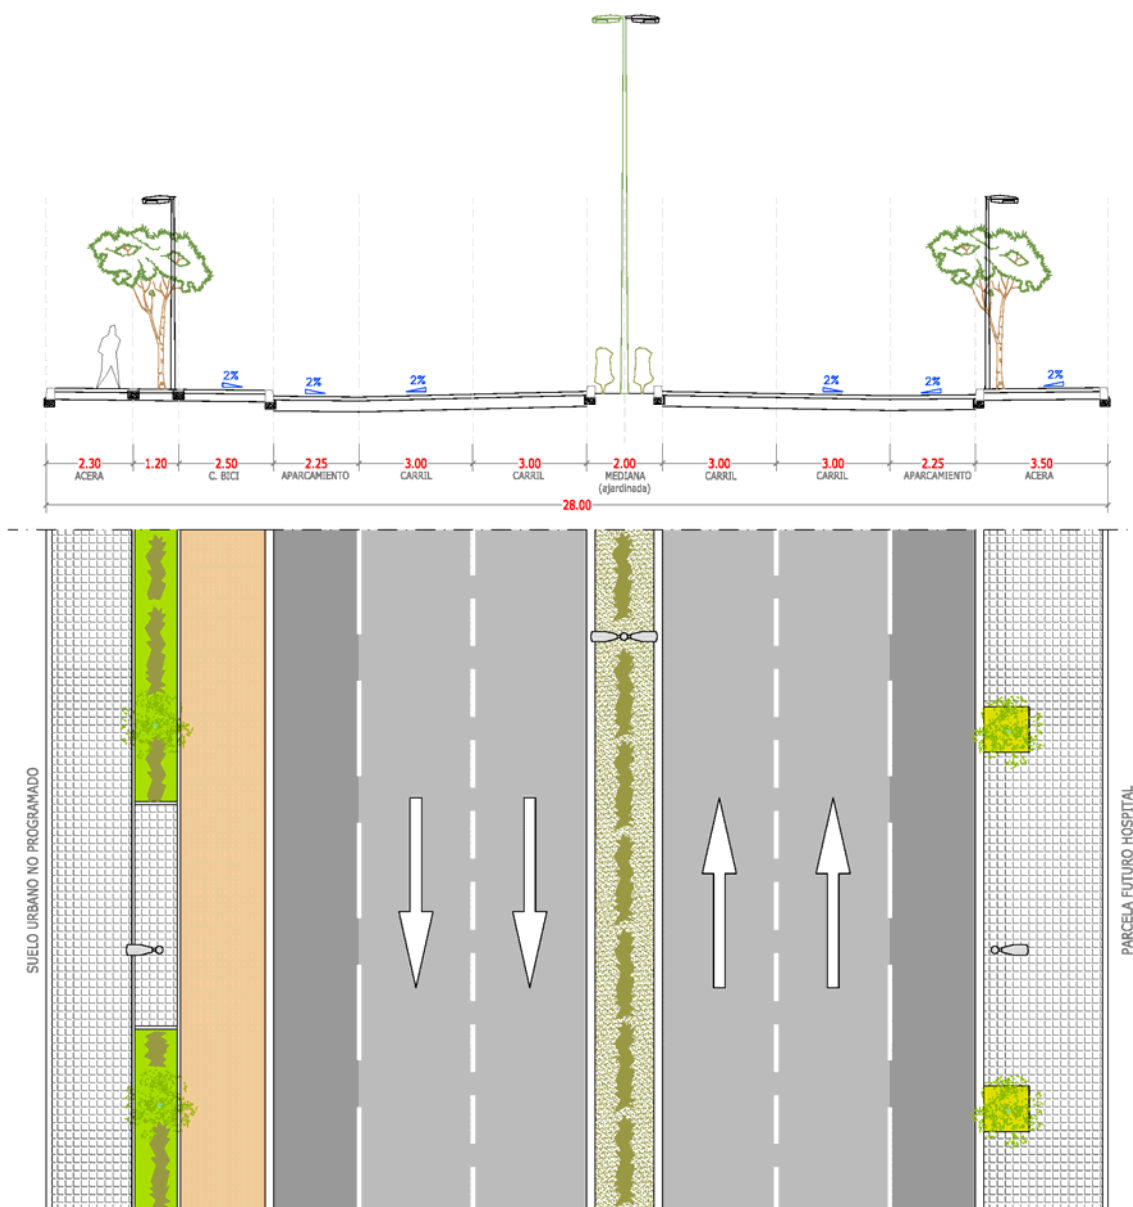 2%
2%
2%
2%
2%
2%
2.30
1.20
2.50
2.25
3.00
3.00
2.00
3.00
3.00
2.25
3.50
ACERA
C. BICI
APARCAMIENTO
CARRIL
CARRIL
MEDIANA
(ajardinada)
CARRIL
CARRIL
APARCAMIENTO
ACERA
28.00
SUELO URBANO NO PROGRAMADO
PARCELA FUTURO HOSPITAL